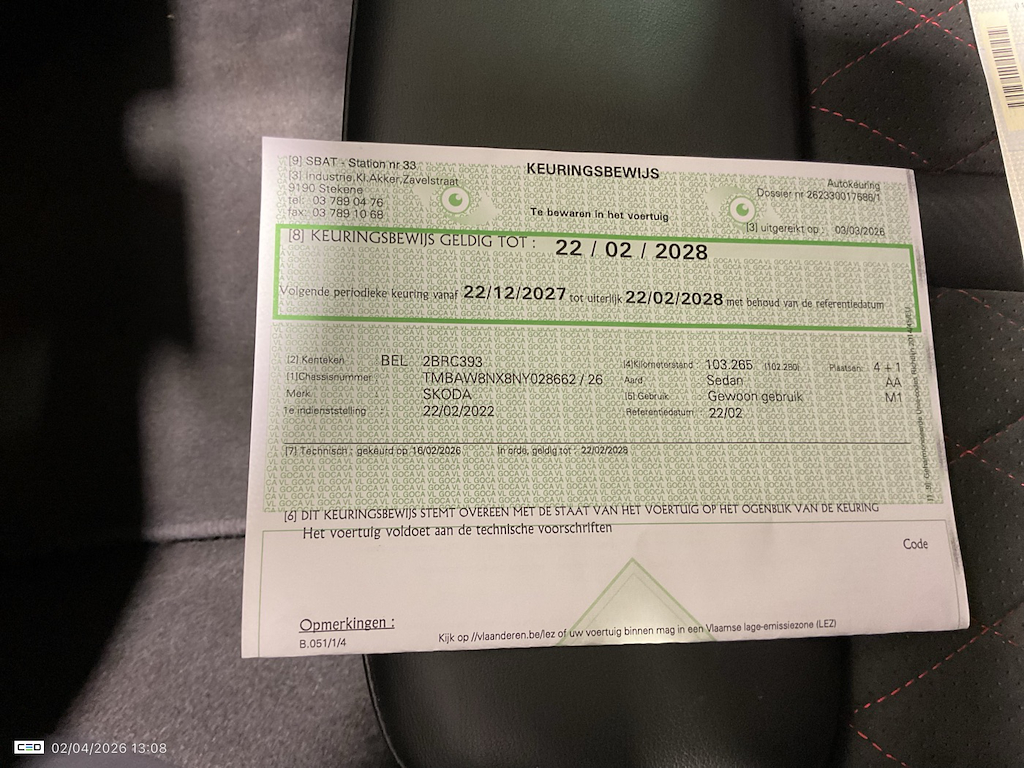 [9] SBAT - Station nr 33
[3] Industrie.Kl.Akker.Zavelstraat
9190 Stekene
tel: 03 789 04 76
fax: 03 789 10 68
KEURINGSBEWIJS
Te bewaren in het voertuig
Autokeuring
Dossier nr 262330017686/1
[3] uitgereikt op : 03/03/2026
[8] KEURINGSBEWIJS GELDIG TOT : 22 / 02 / 2028
Volgende periodieke keuring vanaf 22/12/2027 tot uiterlijk 22/02/2028 met behoud van de referentiedatum
[2] Kenteken BEL 2BRC393 [4]Kilometerstand : 103.265 (102.280) Plaatsen: 4 + 1
[1]Chassisnummer : TMBAW8NX8NY028662 / 26 Aard Sedan AA
Merk SKODA [5] Gebruik : Gewoon gebruik M1
1e indienststelling 22/02/2022 Referentiedatum : 22/02
[7] Technisch : gekeurd op 16/02/2026 In orde, geldig tot : 22/02/2028
[6] DIT KEURINGSBEWIJS STEMT OVEREEN MET DE STAAT VAN HET VOERTUIG OP HET OGENBLIK VAN DE KEURING
Het voertuig voldoet aan de technische voorschriften
Code
Opmerkingen :
B.051/1/4
Kijk op //vlaanderen.be/lez of uw voertuig binnen mag in een Vlaamse lage-emissiezone (LEZ)
02/04/2026 13:08